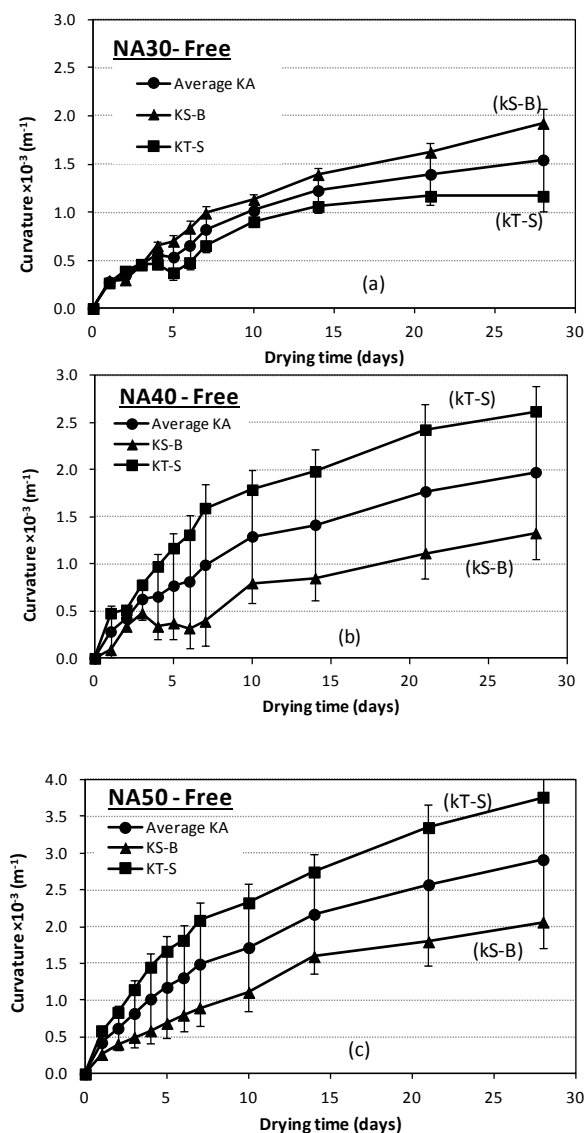 NA30- Free
Average KA
KS-B
KT-S
(kS-B)
(kT-S)
(a)
Curvature ×10⁻³ (m⁻¹)
3.0
2.5
2.0
1.5
1.0
0.5
0.0
0 5 10 15 20 25 30
Drying time (days)
NA40 - Free
Average KA
KS-B
KT-S
(kT-S)
(kS-B)
(b)
Curvature ×10⁻³ (m⁻¹)
3.0
2.5
2.0
1.5
1.0
0.5
0.0
0 5 10 15 20 25 30
Drying time (days)
NA50 - Free
Average KA
KS-B
KT-S
(kT-S)
(kS-B)
(c)
Curvature ×10⁻³ (m⁻¹)
4.0
3.5
3.0
2.5
2.0
1.5
1.0
0.5
0.0
0 5 10 15 20 25 30
Drying time (days)